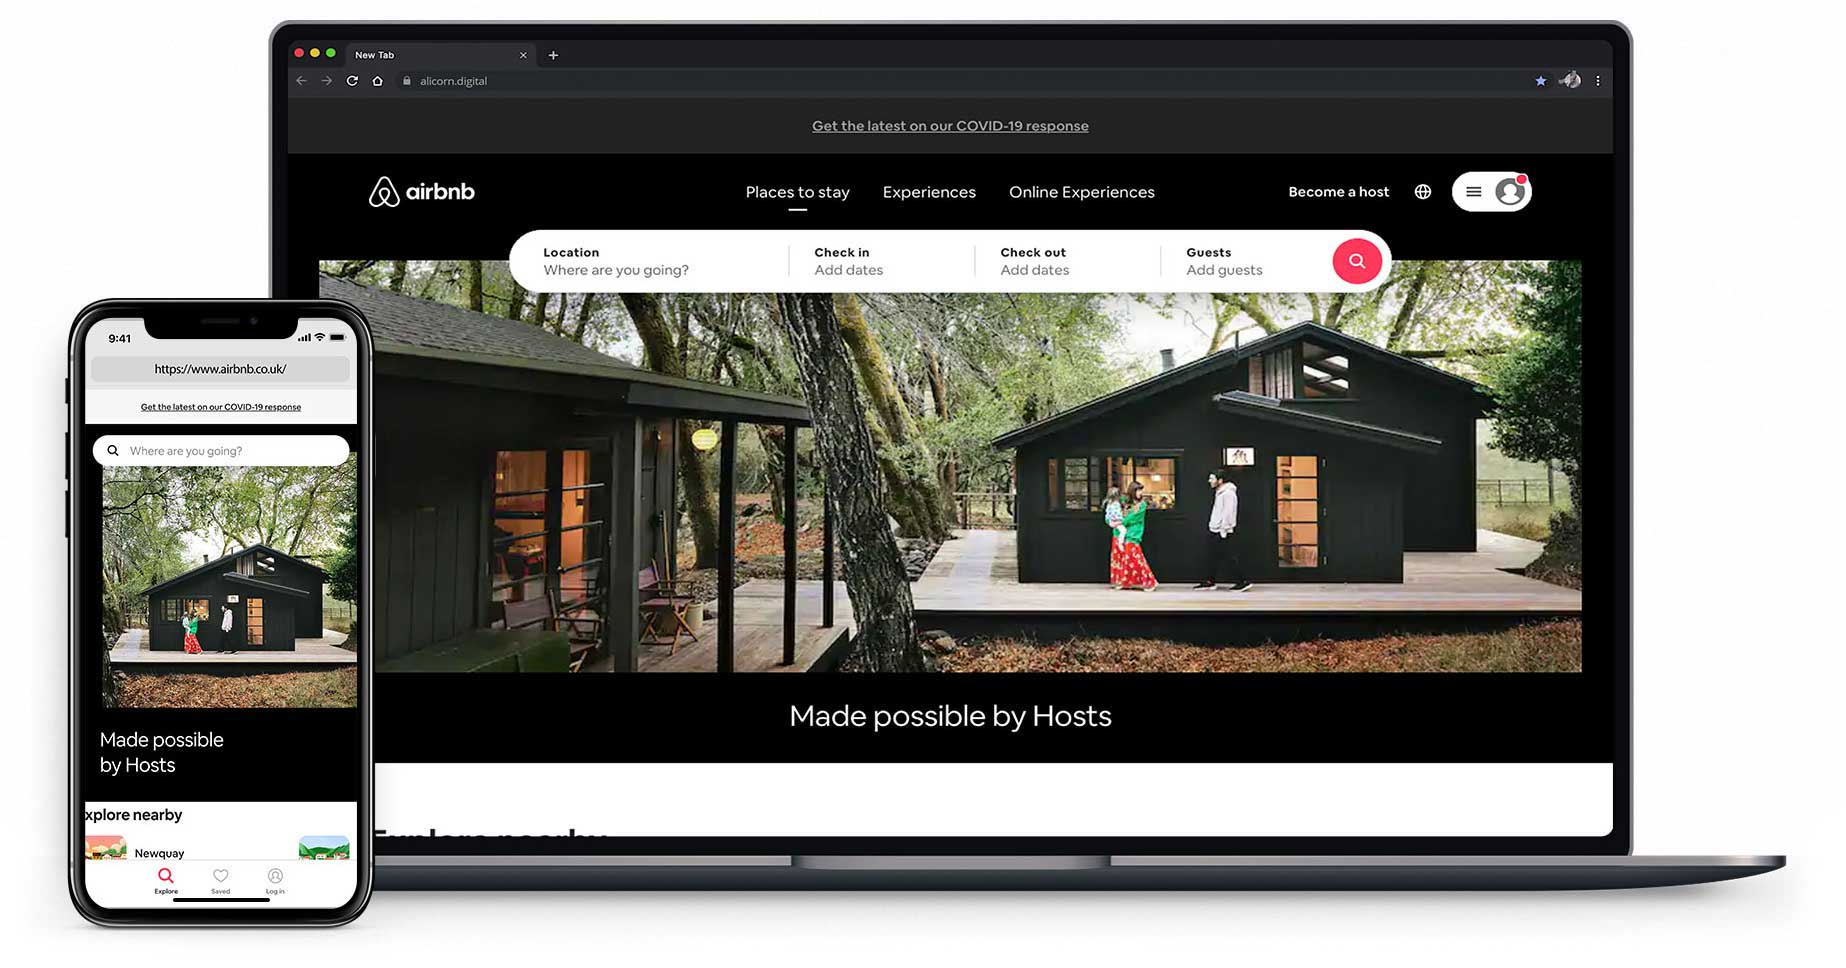 New Tab
alicorn.digital
Get the latest on our COVID-19 response
airbnb
Places to stay
Experiences
Online Experiences
Become a host
Location
Where are you going?
Check in
Add dates
Check out
Add dates
Guests
Add guests
魚
Made possible by Hosts
Explore nearby
9:41
https://www.airbnb.co.uk/
Get the latest on our COVID-19 response
Where are you going?
Made possible
by Hosts
xplore nearby
Newquay
Explore
Saved
Log in